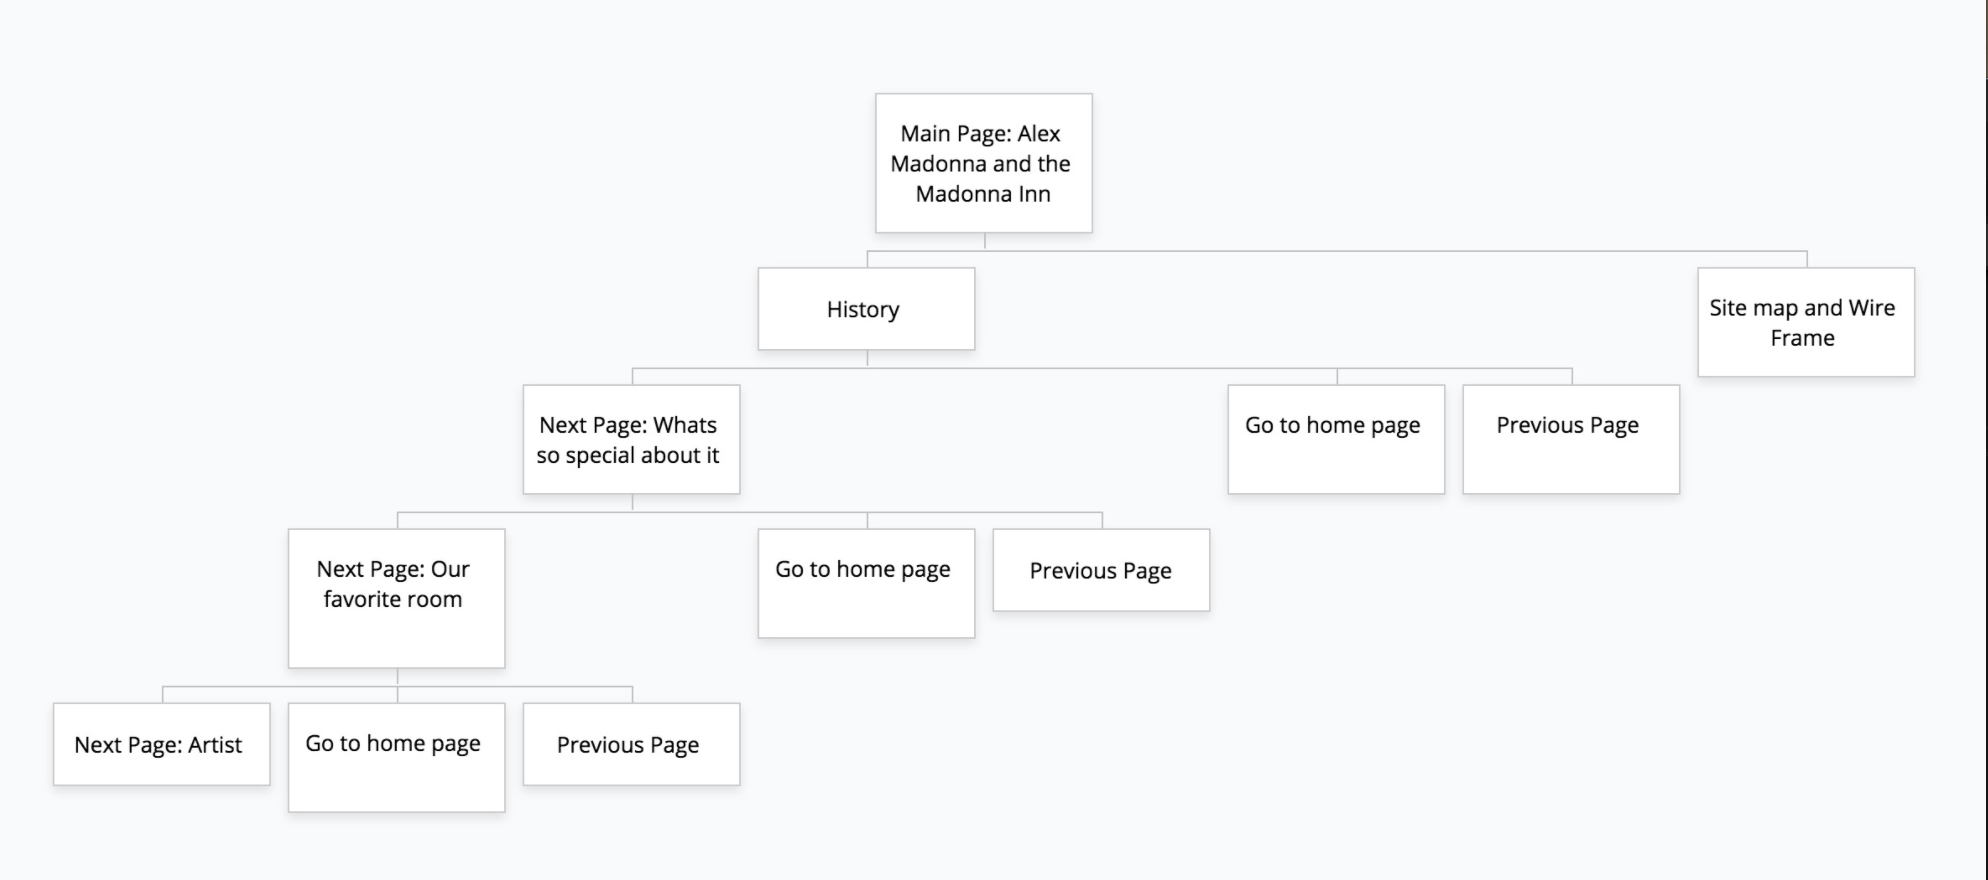 Main Page: Alex
Madonna and the
Madonna Inn
History
Site map and Wire
Frame
Next Page: Whats
so special about it
Go to home page
Previous Page
Next Page: Our
favorite room
Go to home page
Previous Page
Next Page: Artist
Go to home page
Previous Page